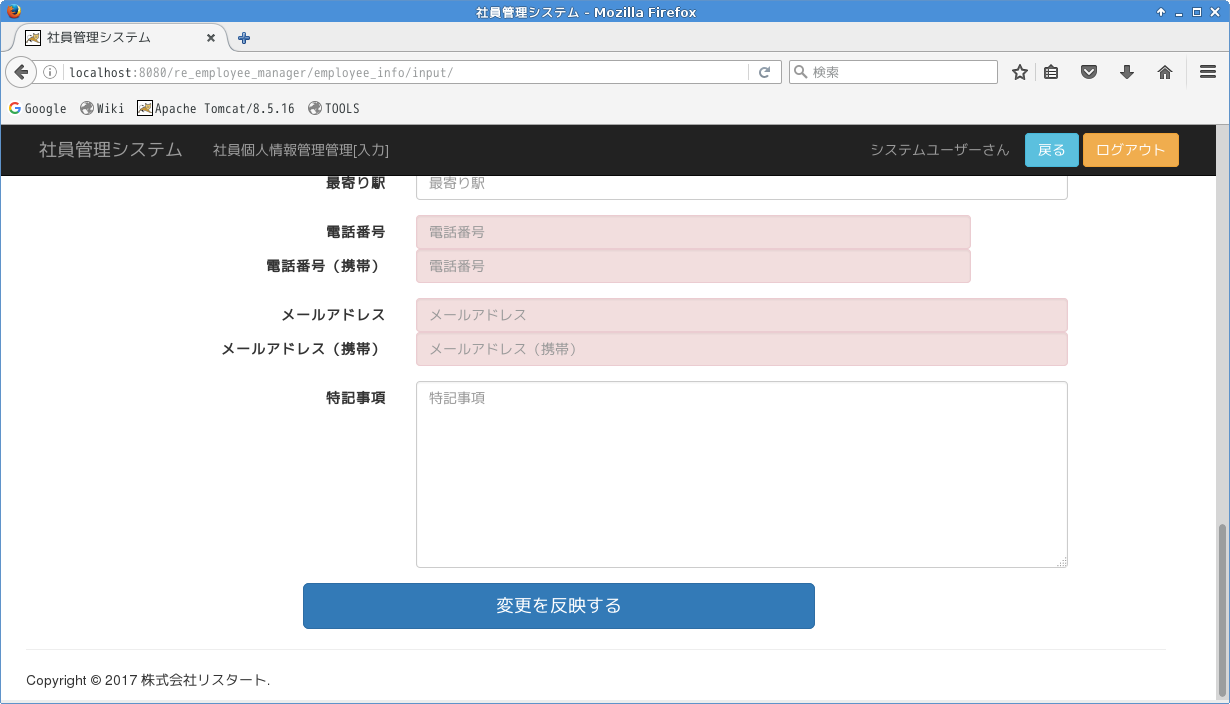 社員管理システム - Mozilla Firefox
社員管理システム
localhost:8080/re_employee_manager/employee_info/input/
検索
Google Wiki Apache Tomcat/8.5.16 TOOLS
社員管理システム 社員個人情報管理管理[入力] システムユーザーさん 戻る ログアウト
最寄り駅 最寄り駅
電話番号 電話番号
電話番号（携帯） 電話番号
メールアドレス メールアドレス
メールアドレス（携帯） メールアドレス（携帯）
特記事項 特記事項
変更を反映する
Copyright © 2017 株式会社リスタート.